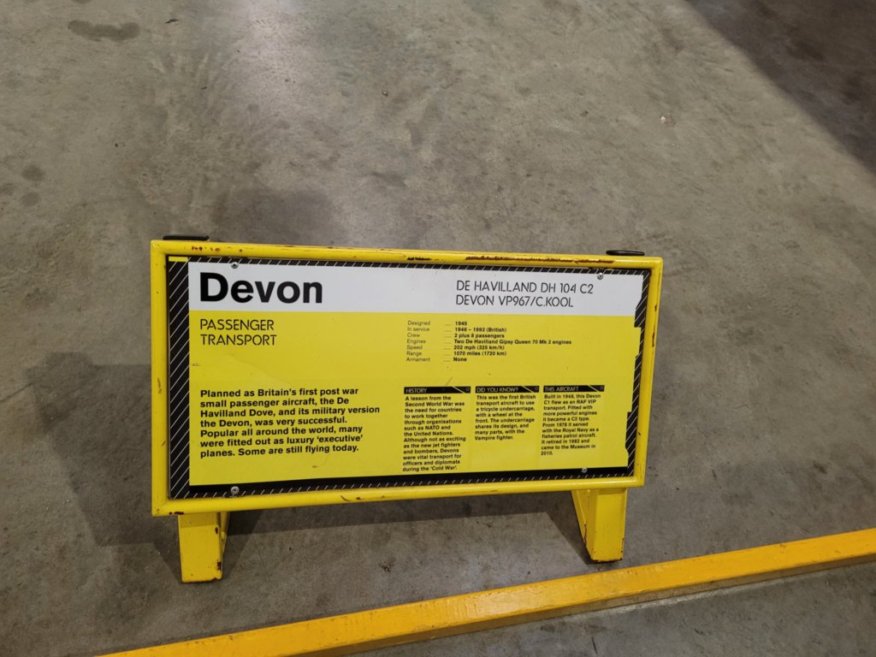 Devon
DE HAVILLAND DH 104 C2
DEVON VP967/C.KOOL
PASSENGER
TRANSPORT
Designed ... 1945
In service ... 1948 – 1982 (British)
Crew ... 2 plus 8 passengers
Engines ... Two De Havilland Gipsy Queen 70 Mk 2 engines
Speed ... 202 mph (325 km/h)
Range ... 1070 miles (1720 km)
Armament ... None
Planned as Britain's first post war
small passenger aircraft, the De
Havilland Dove, and its military version
the Devon, was very successful.
Popular all around the world, many
were fitted out as luxury 'executive'
planes. Some are still flying today.
HISTORY
A lesson from the
Second World War was
the need for countries
to work together
through organisations
such as NATO and
the United Nations.
Although not as exciting
as the new jet fighters
and bombers, Devons
were vital transport for
officers and diplomats
during the 'Cold War'.
DID YOU KNOW?
This was the first British
transport aircraft to use
a tricycle undercarriage,
with a wheel at the
front. The undercarriage
shares its design, and
many parts, with the
Vampire fighter.
THIS AIRCRAFT
Built in 1948, this Devon
C1 flew as an RAF VIP
transport. Fitted with
more powerful engines
it became a C2 type.
From 1976 it served
with the Royal Navy as a
fisheries patrol aircraft.
It retired in 1982 and
came to the Museum in